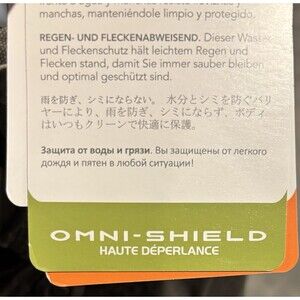 manchas, manteniéndole limpio y protegido.
REGEN- UND FLECKENABWEISEND. Dieser Wasser-
und Fleckenschutz hält leichtem Regen und
Flecken stand, damit Sie immer sauber bleiben
und optimal geschützt sind.
雨を防ぎ、シミにならない。 水分とシミを防ぐバリ
ヤーにより、雨を防ぎ、シミにならず、ボディ
はいつもクリーンで快適に保護。
Защита от воды и грязи. Вы защищены от легкого
дождя и пятен в любой ситуации!
OMNI-SHIELD
HAUTE DÉPERLANCE